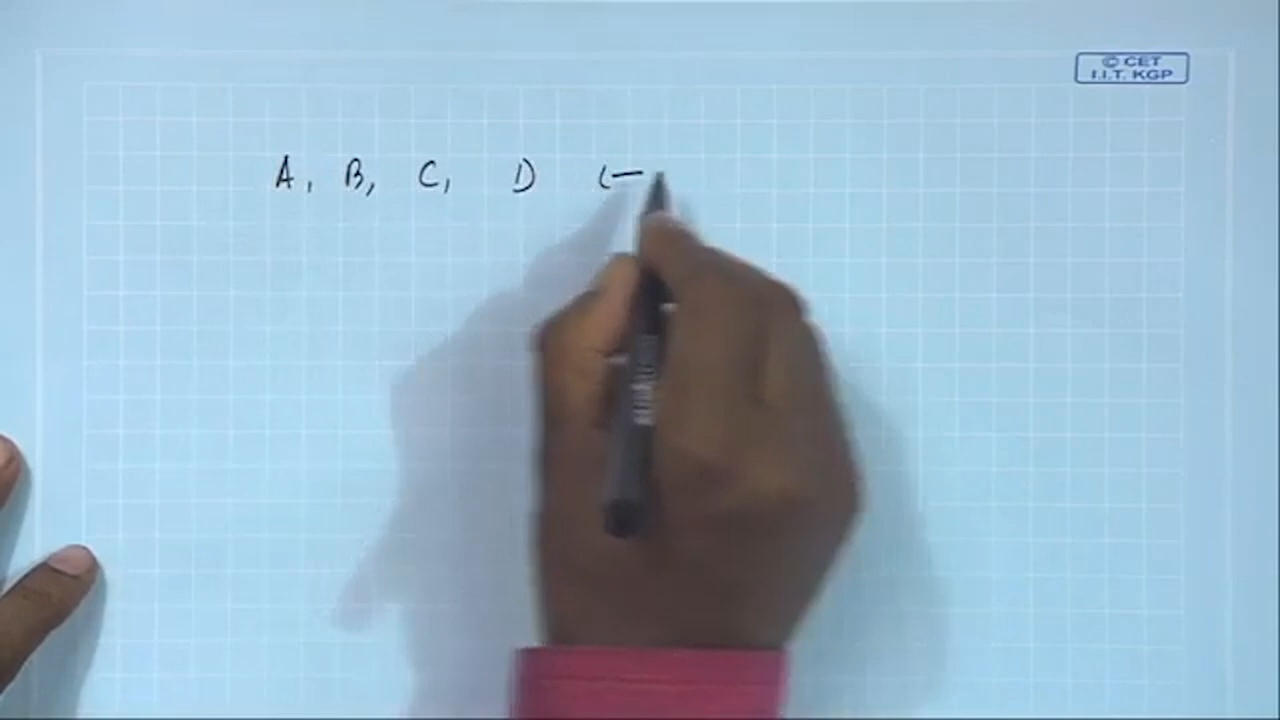 © CET
I.I.T. KGP
A, B, C, D ←